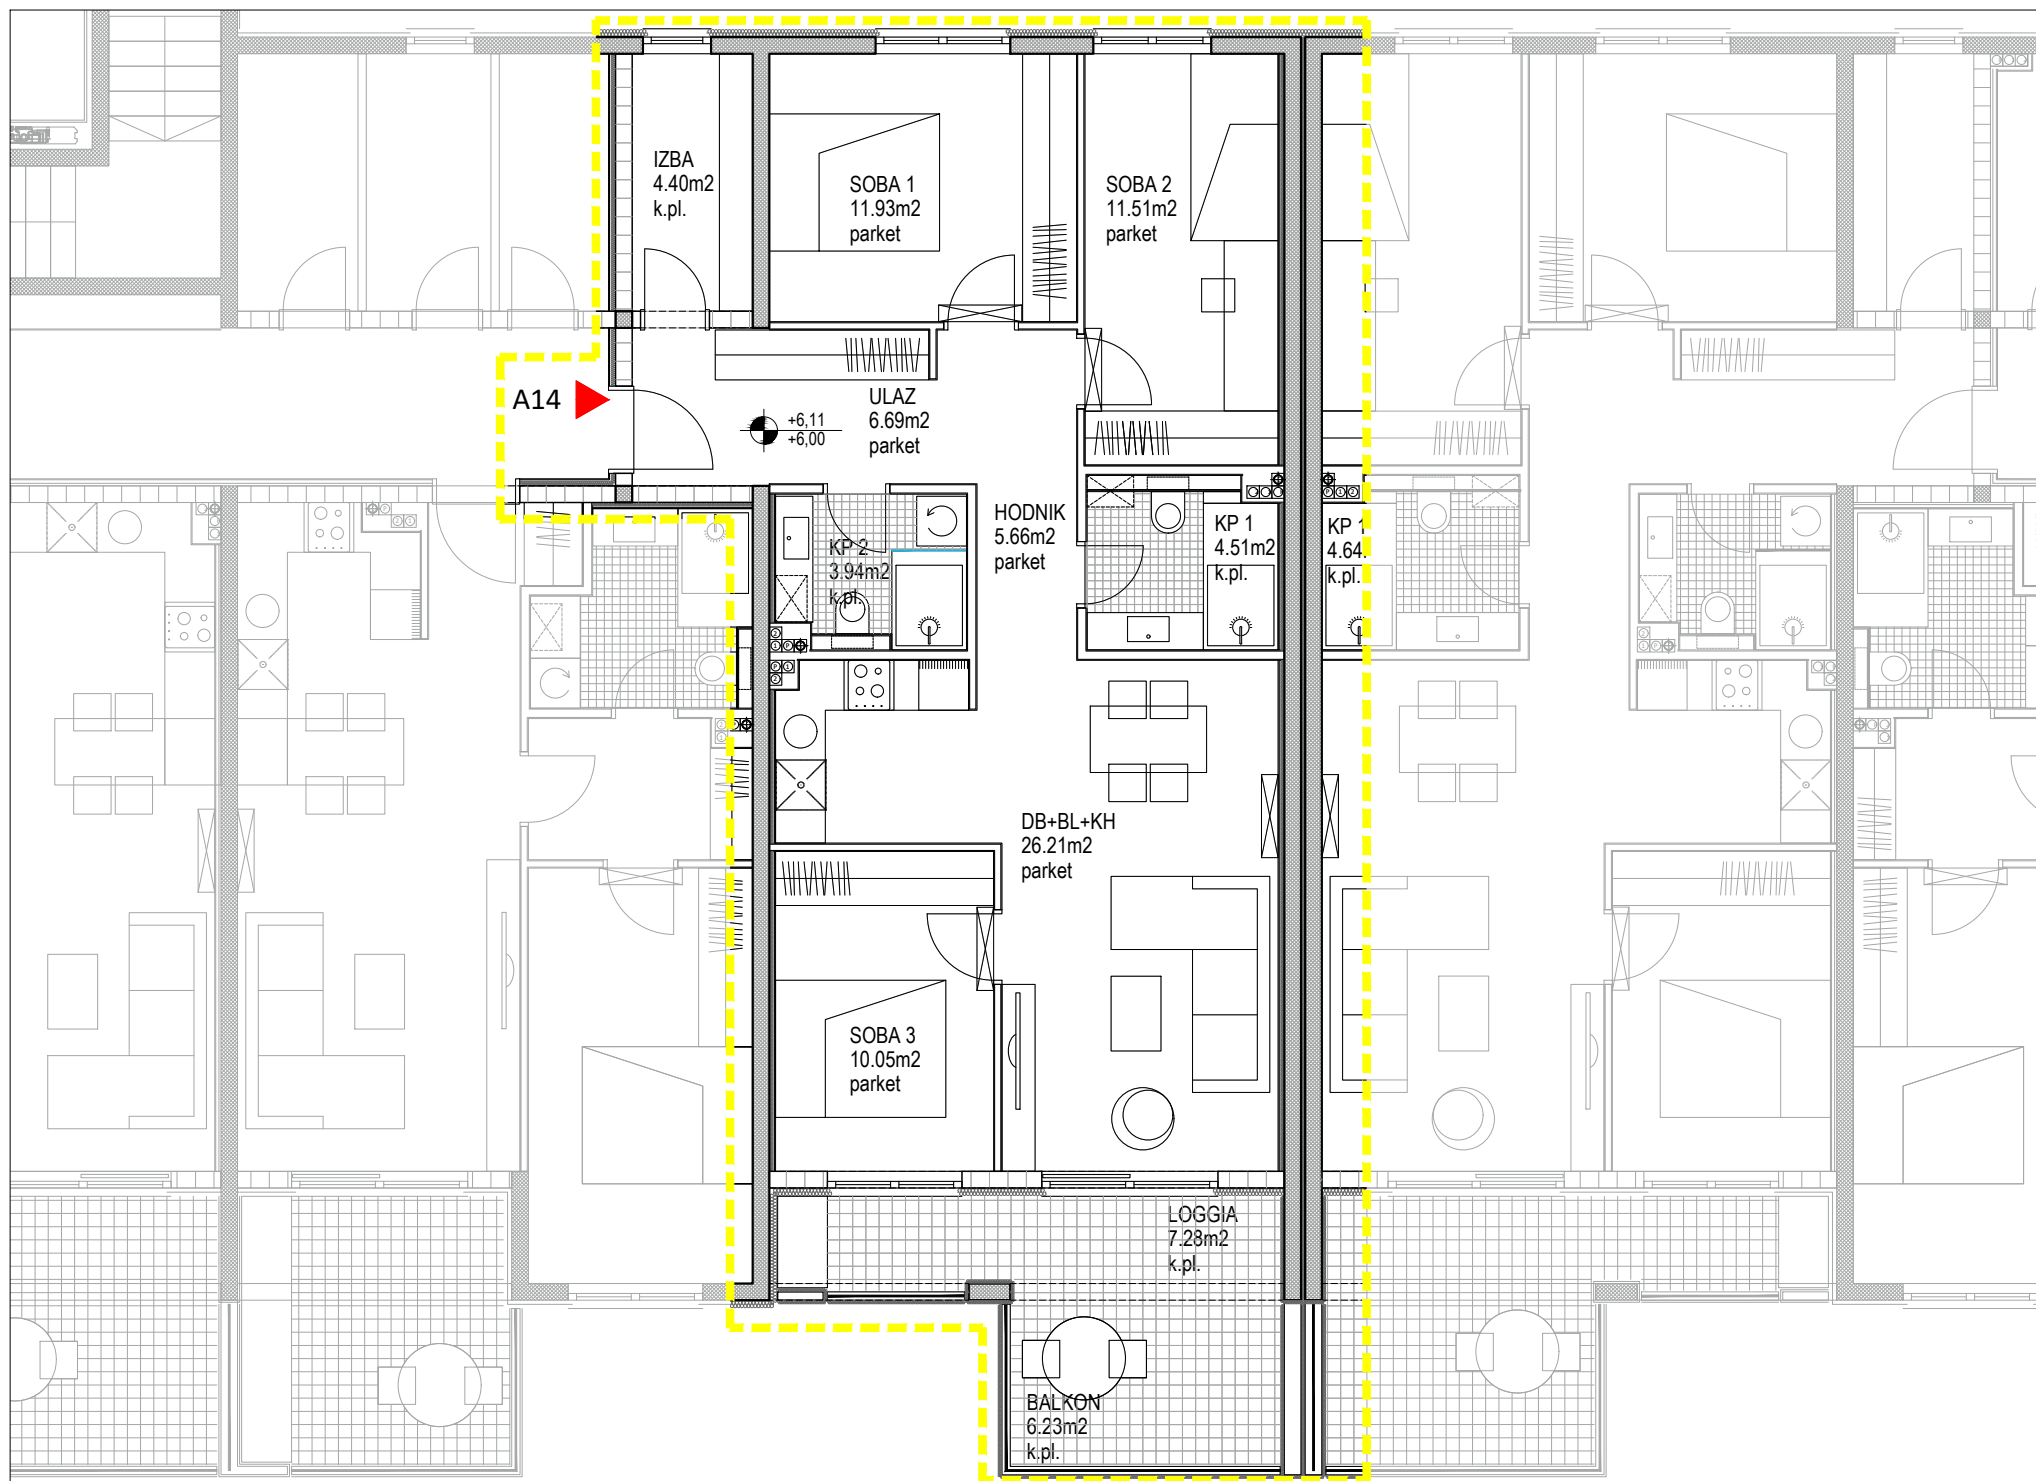 IZBA
4.40m2
k.pl.
SOBA 1
11.93m2
parket
SOBA 2
11.51m2
parket
A14
+6,11
+6,00
ULAZ
6.69m2
parket
HODNIK
5.66m2
parket
KP 2
3.94m2
k.pl.
KP 1
4.51m2
k.pl.
KP 1
4.64
k.pl.
DB+BL+KH
26.21m2
parket
SOBA 3
10.05m2
parket
LOGGIA
7.28m2
k.pl.
BALKON
6.23m2
k.pl.